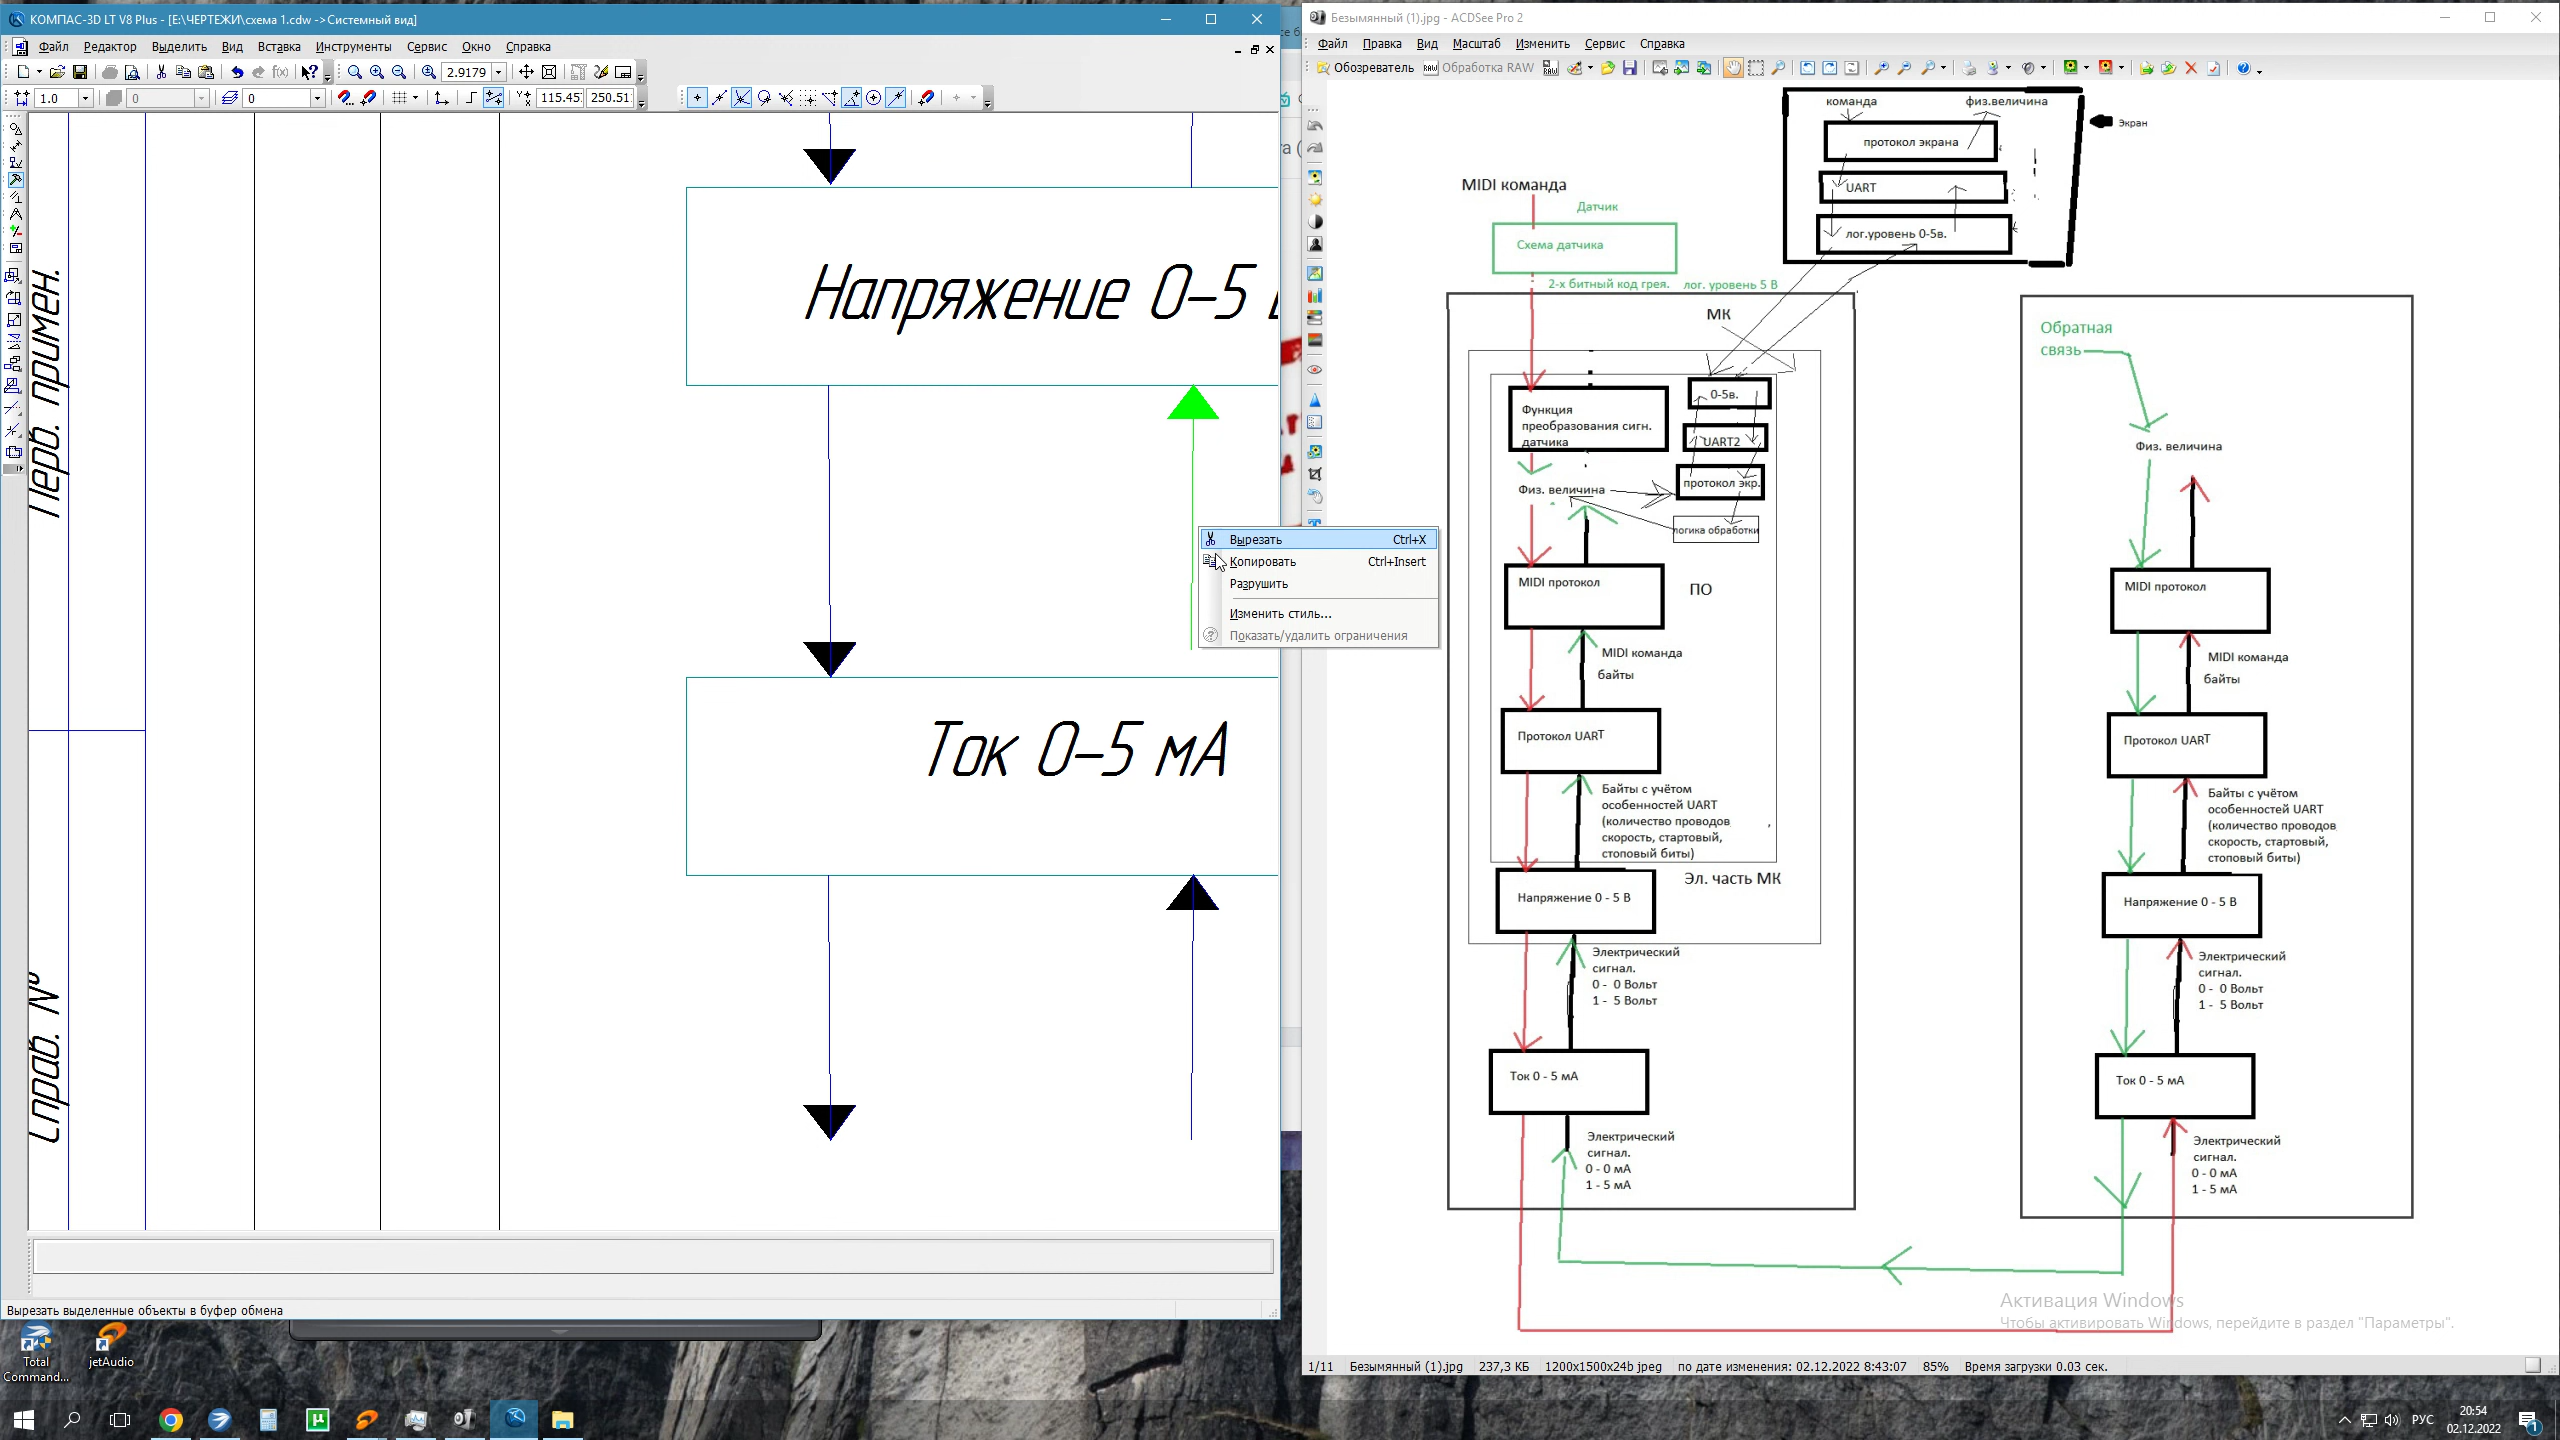 КОМПАС-3D LT V8 Plus - [E:\ЧЕРТЕЖИ\схема 1.cdw ->Системный вид]
Файл Редактор Выделить Вид Вставка Инструменты Сервис Окно Справка
2.9179
1.0 0 0 115.45 250.51
Перв. примен.
Справ. №
Напряжение 0–5
Ток 0–5 мА
Вырезать Ctrl+X
Копировать Ctrl+Insert
Разрушить
Изменить стиль...
Показать/удалить ограничения
Вырезать выделенные объекты в буфер обмена
Безымянный (1).jpg - ACDSee Pro 2
Файл Правка Вид Масштаб Изменить Сервис Справка
Обозреватель RAW Обработка RAW
команда физ.величина
Экран
протокол экрана
UART
лог.уровень 0-5в.
MIDI команда
Датчик
Схема датчика
2-х битный код грея. лог. уровень 5 В
МК
0-5в.
Функция
преобразования сигн.
датчика
UART2
протокол экр.
Физ. величина
логика обработки
MIDI протокол
ПО
MIDI команда
байты
Протокол UART
Байты с учётом
особенностей UART
(количество проводов
скорость, стартовый,
стоповый биты)
Эл. часть МК
Напряжение 0 - 5 В
Электрический
сигнал.
0 - 0 Вольт
1 - 5 Вольт
Ток 0 - 5 мА
Электрический
сигнал.
0 - 0 мА
1 - 5 мА
Обратная
связь
Физ. величина
MIDI протокол
MIDI команда
байты
Протокол UART
Байты с учётом
особенностей UART
(количество проводов
скорость, стартовый,
стоповый биты)
Напряжение 0 - 5 В
Электрический
сигнал.
0 - 0 Вольт
1 - 5 Вольт
Ток 0 - 5 мА
Электрический
сигнал.
0 - 0 мА
1 - 5 мА
Активация Windows
Чтобы активировать Windows, перейдите в раздел "Параметры".
1/11 Безымянный (1).jpg 237,3 КБ 1200x1500x24b jpeg по дате изменения: 02.12.2022 8:43:07 85% Время загрузки 0.03 сек.
Total
Command...
jetAudio
РУС
20:54
02.12.2022
1